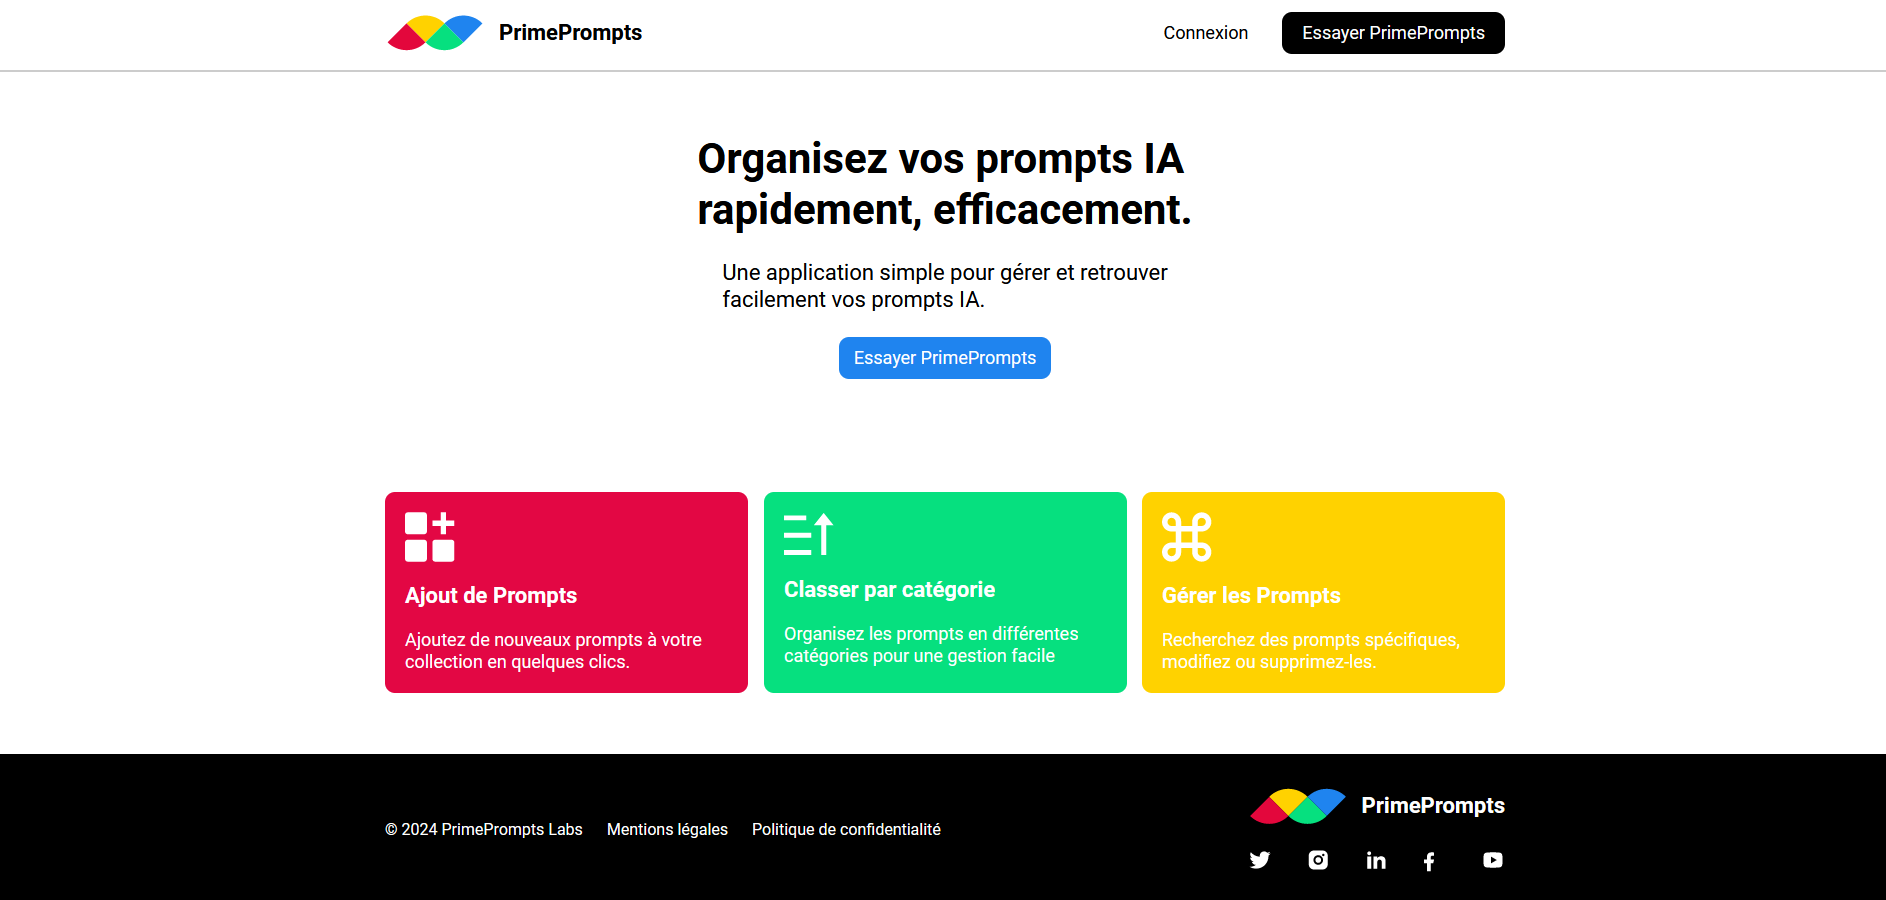 PrimePrompts
Connexion
Essayer PrimePrompts
Organisez vos prompts IA
rapidement, efficacement.
Une application simple pour gérer et retrouver
facilement vos prompts IA.
Essayer PrimePrompts
Ajout de Prompts
Ajoutez de nouveaux prompts à votre
collection en quelques clics.
Classer par catégorie
Organisez les prompts en différentes
catégories pour une gestion facile
Gérer les Prompts
Recherchez des prompts spécifiques,
modifiez ou supprimez-les.
© 2024 PrimePrompts Labs
Mentions légales
Politique de confidentialité
PrimePrompts